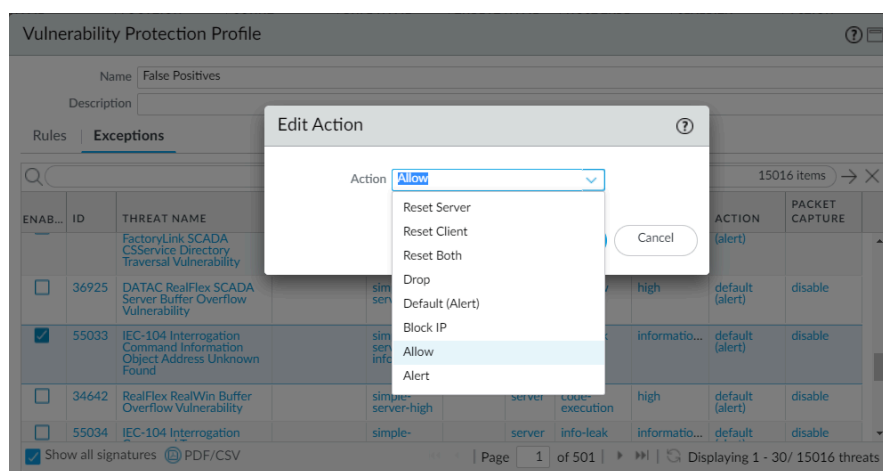 Vulnerability Protection Profile
Name False Positives
Description
Rules Exceptions
15016 items
ENAB... ID THREAT NAME ACTION PACKET CAPTURE
FactoryLink SCADA
CSService Directory
Traversal Vulnerability
(alert)
36925 DATAC RealFlex SCADA
Server Buffer Overflow
Vulnerability
high default
(alert) disable
55033 IEC-104 Interrogation
Command Information
Object Address Unknown
Found
informatio... default
(alert) disable
34642 RealFlex RealWin Buffer
Overflow Vulnerability
simple-
server-high server code-
execution high default
(alert) disable
55034 IEC-104 Interrogation
simple- server info-leak informatio... default disable
Show all signatures PDF/CSV
Page 1 of 501 Displaying 1 - 30/ 15016 threats
Edit Action
Action Allow
Reset Server
Reset Client
Reset Both
Drop
Default (Alert)
Block IP
Allow
Alert
Cancel